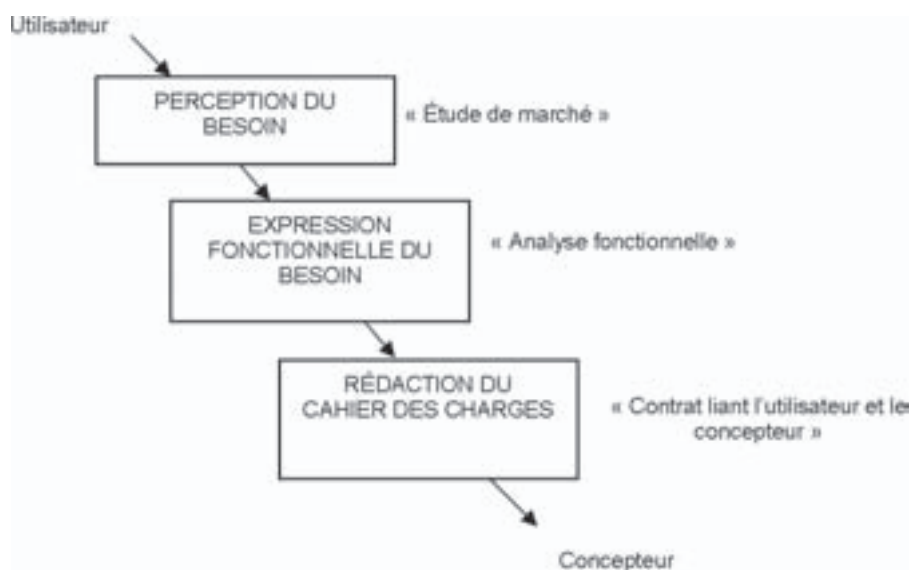 Utilisateur
PERCEPTION DU
BESOIN
« Étude de marché »
EXPRESSION
FONCTIONNELLE DU
BESOIN
« Analyse fonctionnelle »
RÉDACTION DU
CAHIER DES CHARGES
« Contrat liant l'utilisateur et le
concepteur »
Concepteur